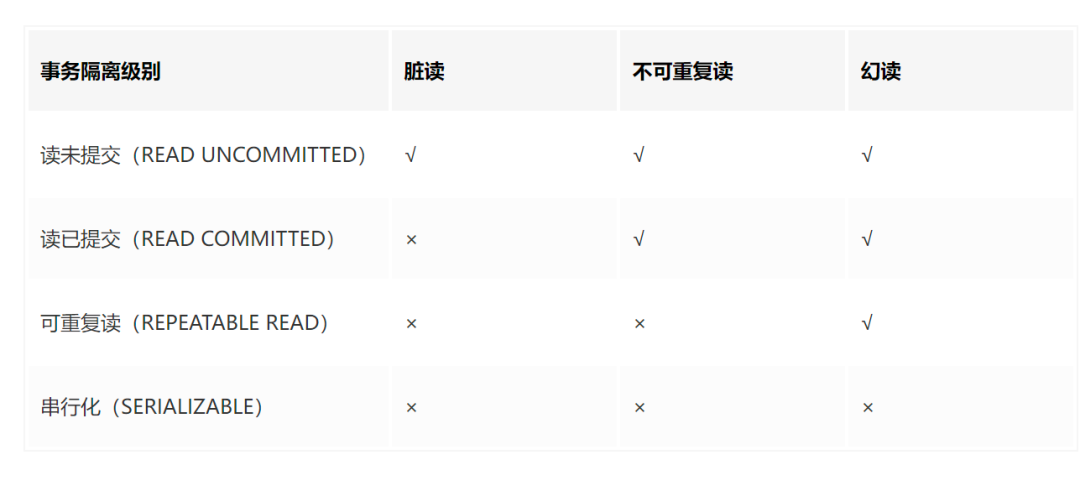 事务隔离级别 脏读 不可重复读 幻读
读未提交（READ UNCOMMITTED） √ √ √
读已提交（READ COMMITTED） × √ √
可重复读（REPEATABLE READ） × × √
串行化（SERIALIZABLE） × × ×